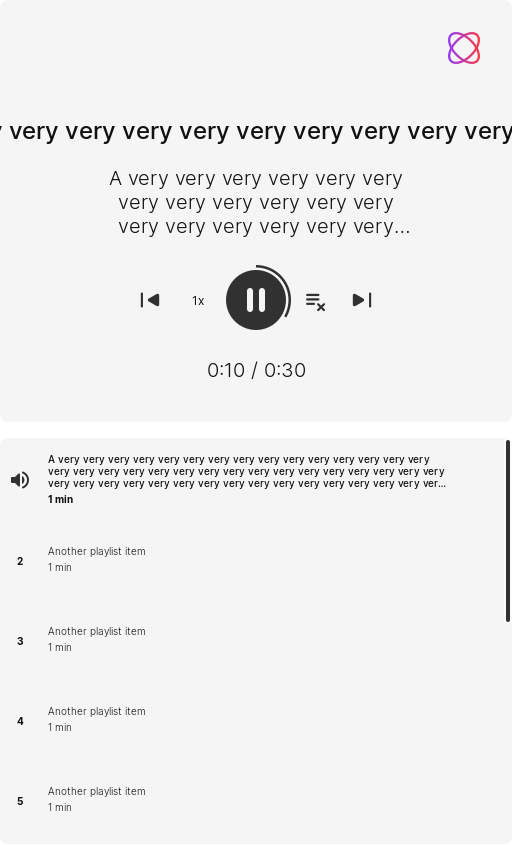 very very very very very very very very very
A very very very very very very
very very very very very very
very very very very very very...
1x
0:10 / 0:30
A very very very very very very very very very very very very very very very
very very very very very very very very very very very very very very very very
very very very very very very very very very very very very very very very ver...
1 min
2
Another playlist item
1 min
3
Another playlist item
1 min
4
Another playlist item
1 min
5
Another playlist item
1 min